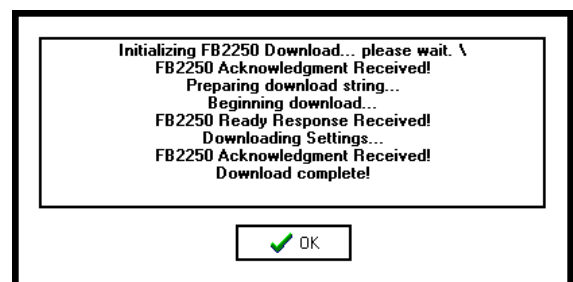 Initializing FB2250 Download... please wait. \
FB2250 Acknowledgment Received!
Preparing download string...
Beginning download...
FB2250 Ready Response Received!
Downloading Settings...
FB2250 Acknowledgment Received!
Download complete!
OK